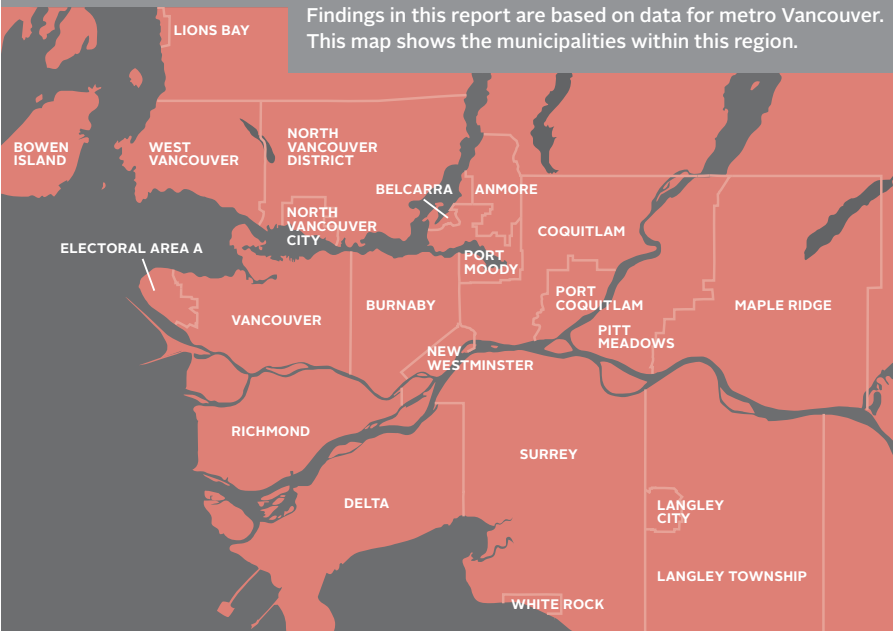 Findings in this report are based on data for metro Vancouver.
This map shows the municipalities within this region.
LIONS BAY
BOWEN
ISLAND
WEST
VANCOUVER
NORTH
VANCOUVER
DISTRICT
BELCARRA
ANMORE
NORTH
VANCOUVER
CITY
ELECTORAL AREA A
COQUITLAM
PORT
MOODY
VANCOUVER
BURNABY
PORT
COQUITLAM
MAPLE RIDGE
PITT
MEADOWS
NEW
WESTMINSTER
RICHMOND
SURREY
DELTA
LANGLEY
CITY
LANGLEY TOWNSHIP
WHITE ROCK